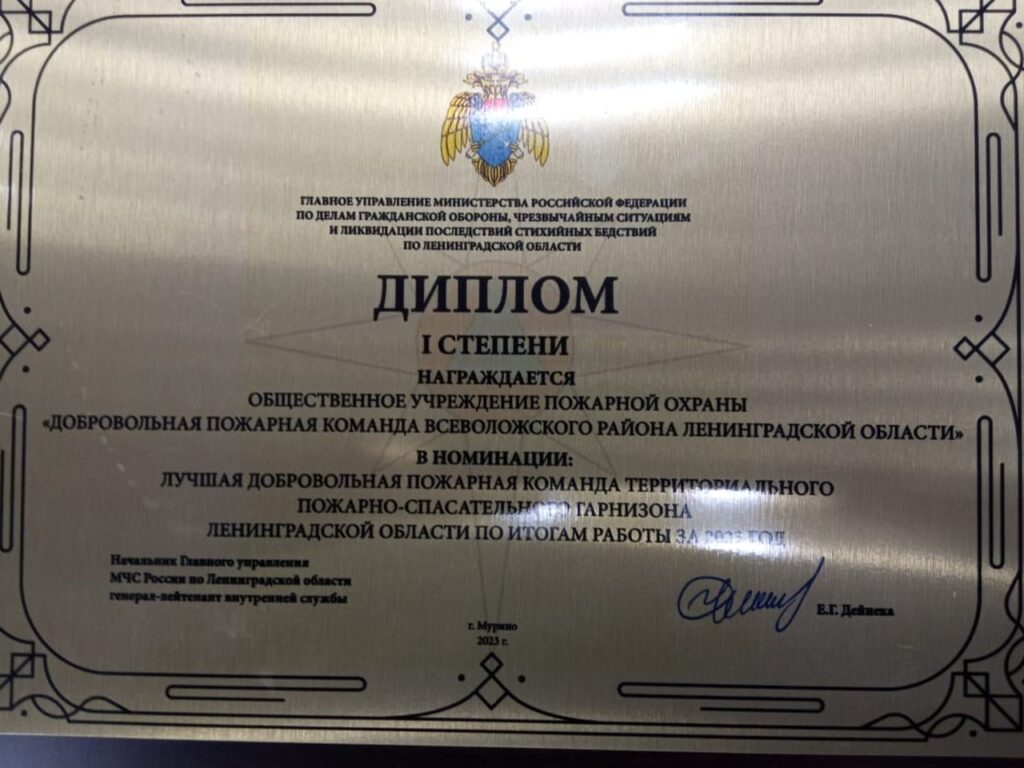 ГЛАВНОЕ УПРАВЛЕНИЕ МИНИСТЕРСТВА РОССИЙСКОЙ ФЕДЕРАЦИИ
ПО ДЕЛАМ ГРАЖДАНСКОЙ ОБОРОНЫ, ЧРЕЗВЫЧАЙНЫМ СИТУАЦИЯМ
И ЛИКВИДАЦИИ ПОСЛЕДСТВИЙ СТИХИЙНЫХ БЕДСТВИЙ
ПО ЛЕНИНГРАДСКОЙ ОБЛАСТИ
ДИПЛОМ
I СТЕПЕНИ
НАГРАЖДАЕТСЯ
ОБЩЕСТВЕННОЕ УЧРЕЖДЕНИЕ ПОЖАРНОЙ ОХРАНЫ
«ДОБРОВОЛЬНАЯ ПОЖАРНАЯ КОМАНДА ВСЕВОЛОЖСКОГО РАЙОНА ЛЕНИНГРАДСКОЙ ОБЛАСТИ»
В НОМИНАЦИИ:
ЛУЧШАЯ ДОБРОВОЛЬНАЯ ПОЖАРНАЯ КОМАНДА ТЕРРИТОРИАЛЬНОГО
ПОЖАРНО-СПАСАТЕЛЬНОГО ГАРНИЗОНА
ЛЕНИНГРАДСКОЙ ОБЛАСТИ ПО ИТОГАМ РАБОТЫ ЗА 2023 ГОД
Начальник Главного управления
МЧС России по Ленинградской области
генерал-лейтенант внутренней службы
Е.Г. Дейнека
г. Мурино
2023 г.